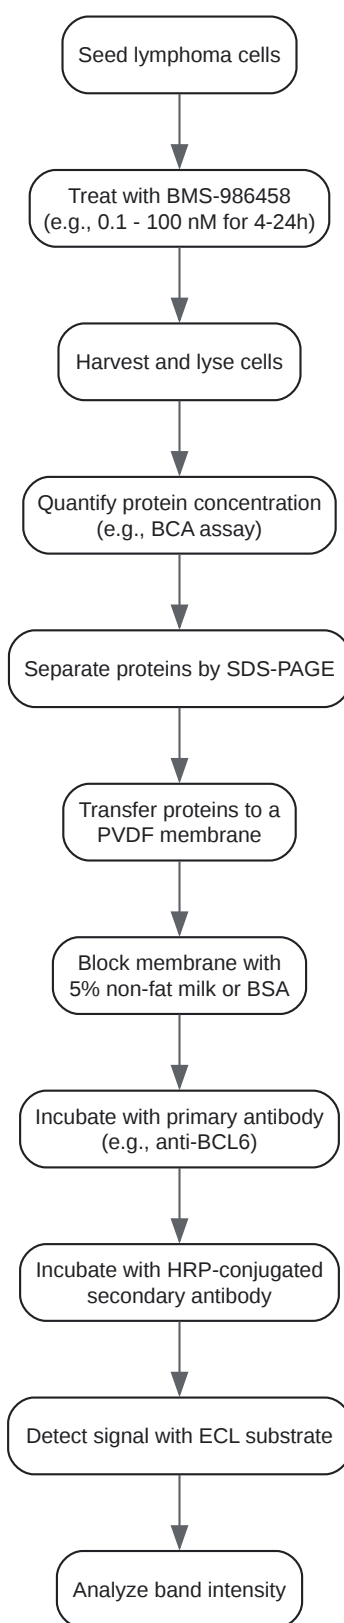 Seed lymphoma cells
Treat with BMS-986458
(e.g., 0.1 - 100 nM for 4-24h)
Harvest and lyse cells
Quantify protein concentration
(e.g., BCA assay)
Separate proteins by SDS-PAGE
Transfer proteins to a
PVDF membrane
Block membrane with
5% non-fat milk or BSA
Incubate with primary antibody
(e.g., anti-BCL6)
Incubate with HRP-conjugated
secondary antibody
Detect signal with ECL substrate
Analyze band intensity